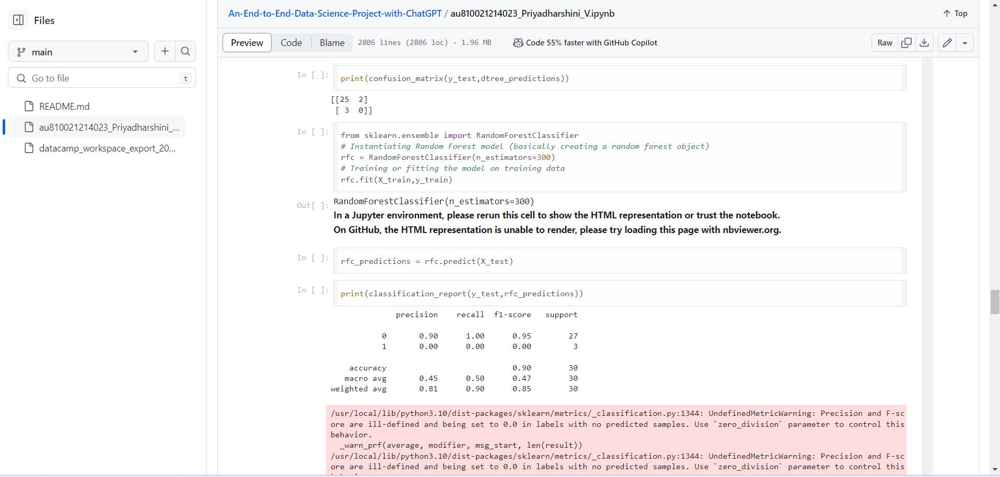 Files
main
Go to file
t
README.md
au810021214023_Priyadharshini_...
datacamp_workspace_export_20...
An-End-to-End-Data-Science-Project-with-ChatGPT / au810021214023_Priyadharshini_V.ipynb
Top
Preview Code Blame 2806 lines (2806 loc) · 1.96 MB Code 55% faster with GitHub Copilot Raw
In [ ]: print(confusion_matrix(y_test,dtree_predictions))
[[25  2]
 [ 3  0]]
In [ ]: from sklearn.ensemble import RandomForestClassifier
# Instantiating Random Forest model (basically creating a random forest object)
rfc = RandomForestClassifier(n_estimators=300)
# Training or fitting the model on training data
rfc.fit(X_train,y_train)
Out[ ]: RandomForestClassifier(n_estimators=300)
In a Jupyter environment, please rerun this cell to show the HTML representation or trust the notebook.
On GitHub, the HTML representation is unable to render, please try loading this page with nbviewer.org.
In [ ]: rfc_predictions = rfc.predict(X_test)
In [ ]: print(classification_report(y_test,rfc_predictions))
precision recall f1-score support
0 0.90 1.00 0.95 27
1 0.00 0.00 0.00 3
accuracy 0.90 30
macro avg 0.45 0.50 0.47 30
weighted avg 0.81 0.90 0.85 30
/usr/local/lib/python3.10/dist-packages/sklearn/metrics/_classification.py:1344: UndefinedMetricWarning: Precision and F-sc
ore are ill-defined and being set to 0.0 in labels with no predicted samples. Use `zero_division` parameter to control this
behavior.
_warn_prf(average, modifier, msg_start, len(result))
/usr/local/lib/python3.10/dist-packages/sklearn/metrics/_classification.py:1344: UndefinedMetricWarning: Precision and F-sc
ore are ill-defined and being set to 0.0 in labels with no predicted samples. Use `zero_division` parameter to control this